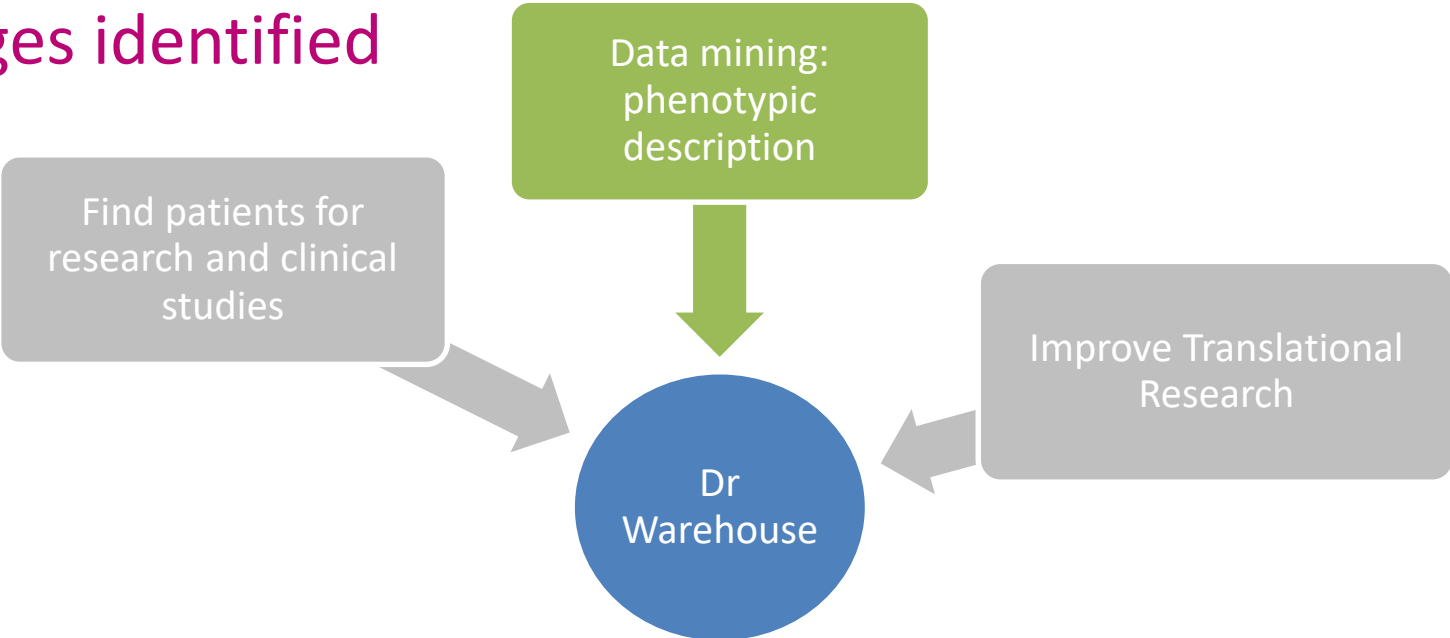 ges identified
Data mining:
phenotypic
description
Find patients for
research and clinical
studies
Improve Translational
Research
Dr
Warehouse